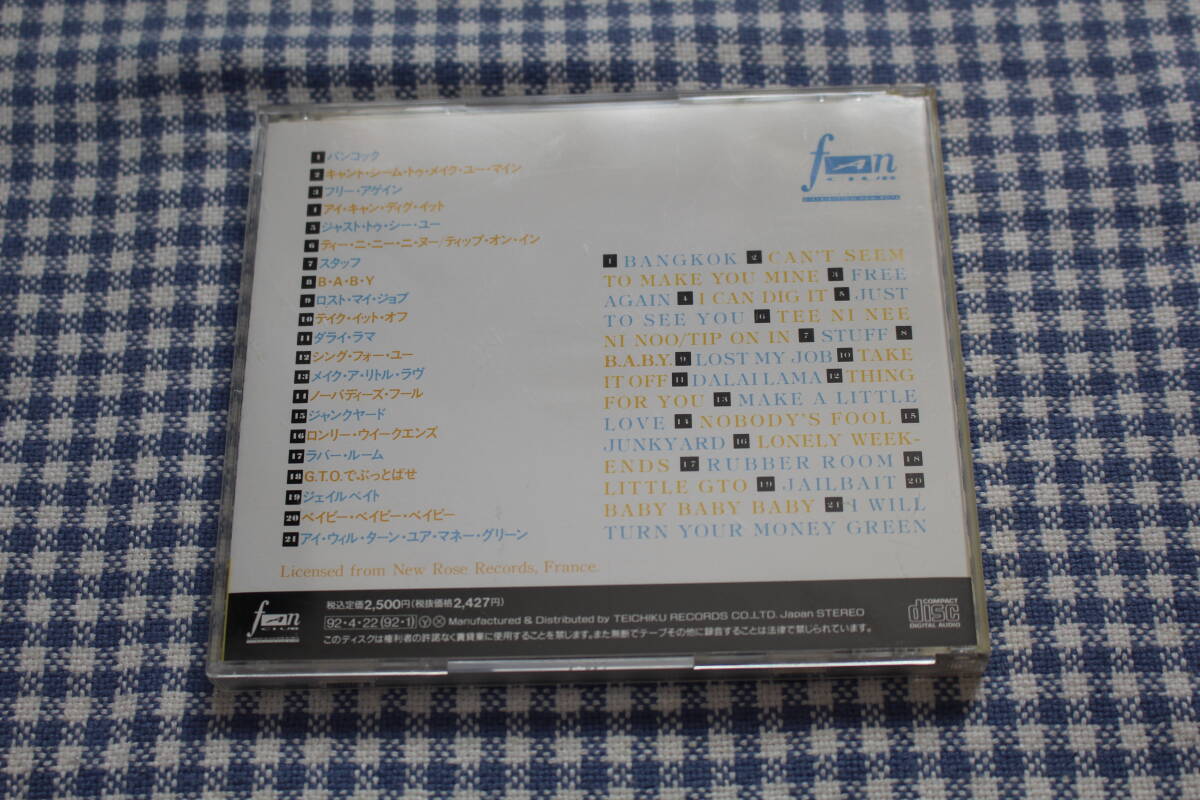 1 バンコック
2 キャント・シーム・トゥ・メイク・ユー・マイン
3 フリー・アゲイン
4 アイ・キャン・ディグ・イット
5 ジャスト・トゥ・シー・ユー
6 ティー・ニ・ニー・ニ・ヌー/ティップ・オン・イン
7 スタッフ
8 B・A・B・Y
9 ロスト・マイ・ジョブ
10 テイク・イット・オフ
11 ダライ・ラマ
12 シング・フォー・ユー
13 メイク・ア・リトル・ラヴ
14 ノーバディーズ・フール
15 ジャンクヤード
16 ロンリー・ウイークエンズ
17 ラバー・ルーム
18 G.T.O.でぶっとばせ
19 ジェイル ベイト
20 ベイビー・ベイビー・ベイビー
21 アイ・ウィル・ターン・ユア・マネー・グリーン
fan
1 BANGKOK 2 CAN'T SEEM
TO MAKE YOU MINE 3 FREE
AGAIN 4 I CAN DIG IT 5 JUST
TO SEE YOU 6 TEE NI NEE
NI NOO/TIP ON IN 7 STUFF 8
B.A.B.Y. 9 LOST MY JOB 10 TAKE
IT OFF 11 DALAI LAMA 12 THING
FOR YOU 13 MAKE A LITTLE
LOVE 14 NOBODY'S FOOL 15
JUNKYARD 16 LONELY WEEK-
ENDS 17 RUBBER ROOM 18
LITTLE GTO 19 JAILBAIT 20
BABY BABY BABY 21 I WILL
TURN YOUR MONEY GREEN
Licensed from New Rose Records, France.
fan
税込定価2,500円(税抜価格2,427円)
92・4・22(92・1) Y X Manufactured & Distributed by TEICHIKU RECORDS CO.LTD. Japan STEREO
このディスクは権利者の許諾なく賃貸業に使用することを禁じます。また無断でテープその他に録音することは法律で禁じられています。
COMPACT
disc
DIGITAL AUDIO